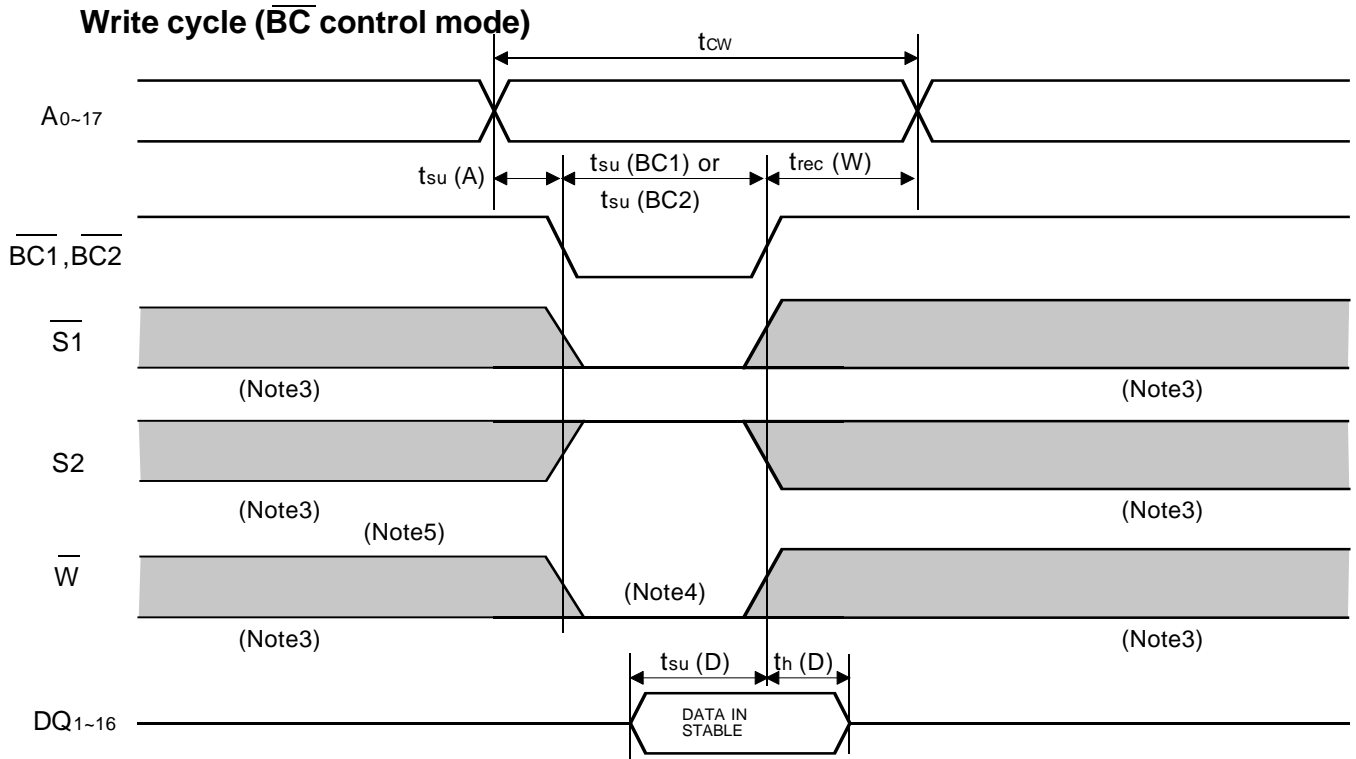 Write cycle (BC control mode)
tCW
A0~17
tsu (A)
tsu (BC1) or
tsu (BC2)
trec (W)
BC1,BC2
S1
(Note3)
(Note3)
S2
(Note3)
(Note3)
(Note5)
W
(Note4)
(Note3)
(Note3)
tsu (D)
th (D)
DQ1~16
DATA IN
STABLE